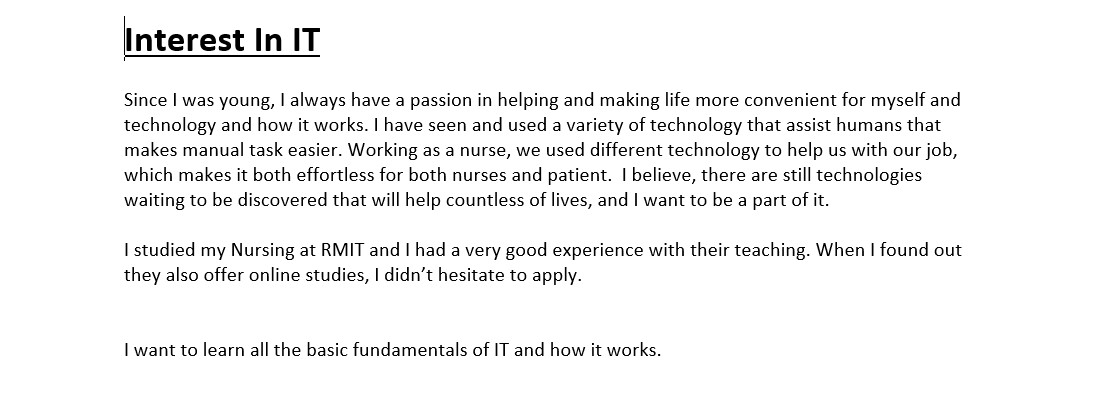 Interest In IT
Since I was young, I always have a passion in helping and making life more convenient for myself and
technology and how it works. I have seen and used a variety of technology that assist humans that
makes manual task easier. Working as a nurse, we used different technology to help us with our job,
which makes it both effortless for both nurses and patient.  I believe, there are still technologies
waiting to be discovered that will help countless of lives, and I want to be a part of it.
I studied my Nursing at RMIT and I had a very good experience with their teaching. When I found out
they also offer online studies, I didn’t hesitate to apply.
I want to learn all the basic fundamentals of IT and how it works.